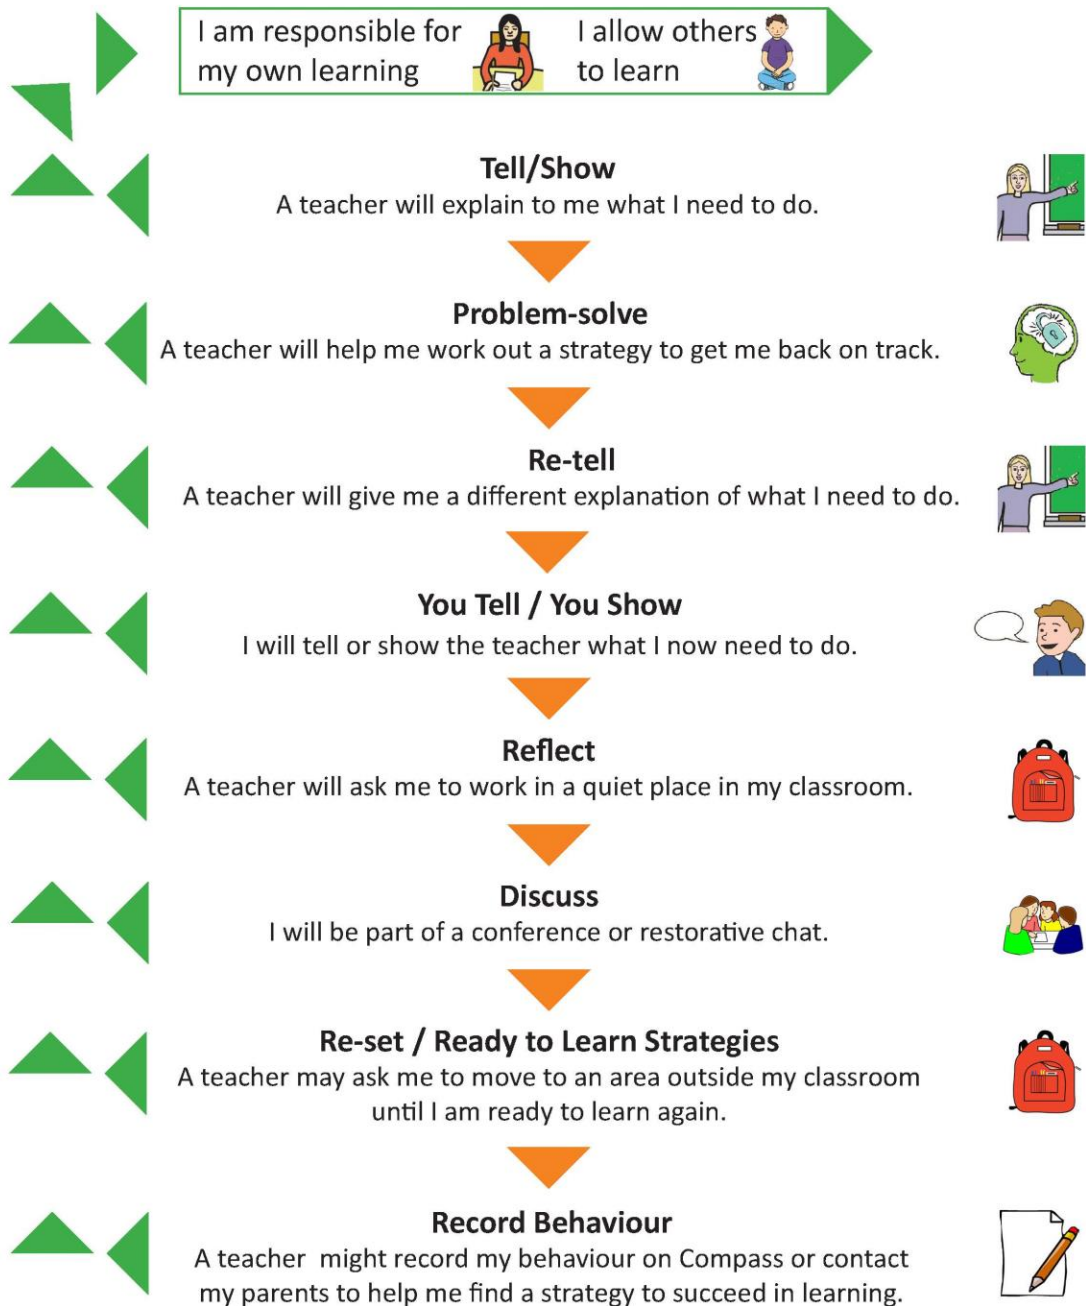 I am responsible for
my own learning
I allow others
to learn
Tell/Show
A teacher will explain to me what I need to do.
Problem-solve
A teacher will help me work out a strategy to get me back on track.
Re-tell
A teacher will give me a different explanation of what I need to do.
You Tell / You Show
I will tell or show the teacher what I now need to do.
Reflect
A teacher will ask me to work in a quiet place in my classroom.
Discuss
I will be part of a conference or restorative chat.
Re-set / Ready to Learn Strategies
A teacher may ask me to move to an area outside my classroom
until I am ready to learn again.
Record Behaviour
A teacher  might record my behaviour on Compass or contact
my parents to help me find a strategy to succeed in learning.